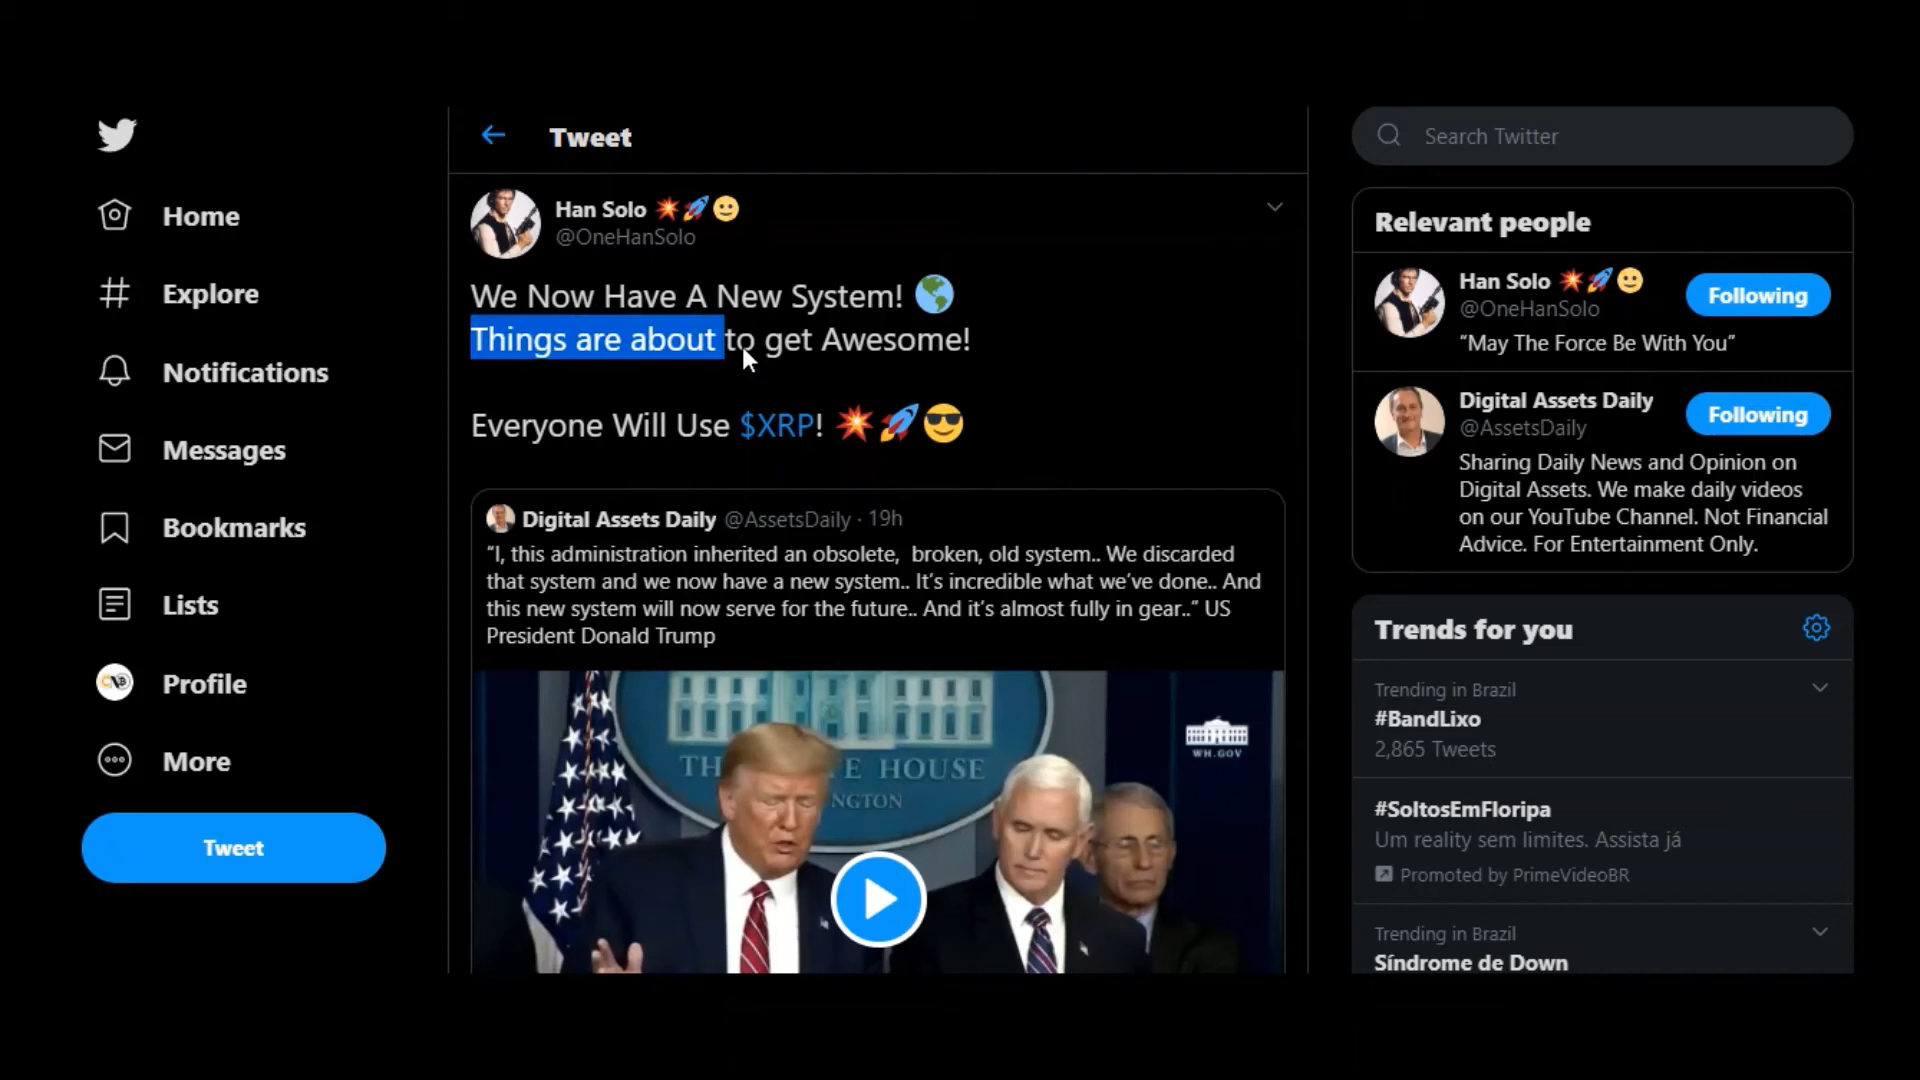 Tweet
Search Twitter
Home
Explore
Notifications
Messages
Bookmarks
Lists
Profile
More
Tweet
Han Solo 💥🚀🙂
@OneHanSolo
We Now Have A New System! 🌎
Things are about to get Awesome!
Everyone Will Use $XRP! 💥🚀😎
Digital Assets Daily @AssetsDaily · 19h
“I, this administration inherited an obsolete, broken, old system.. We discarded
that system and we now have a new system.. It’s incredible what we’ve done.. And
this new system will now serve for the future.. And it’s almost fully in gear..” US
President Donald Trump
TH E HOUSE
NGTON
WH.GOV
Relevant people
Han Solo 💥🚀🙂
@OneHanSolo
Following
“May The Force Be With You”
Digital Assets Daily
@AssetsDaily
Following
Sharing Daily News and Opinion on
Digital Assets. We make daily videos
on our YouTube Channel. Not Financial
Advice. For Entertainment Only.
Trends for you
Trending in Brazil
#BandLixo
2,865 Tweets
#SoltosEmFloripa
Um reality sem limites. Assista já
Promoted by PrimeVideoBR
Trending in Brazil
Síndrome de Down